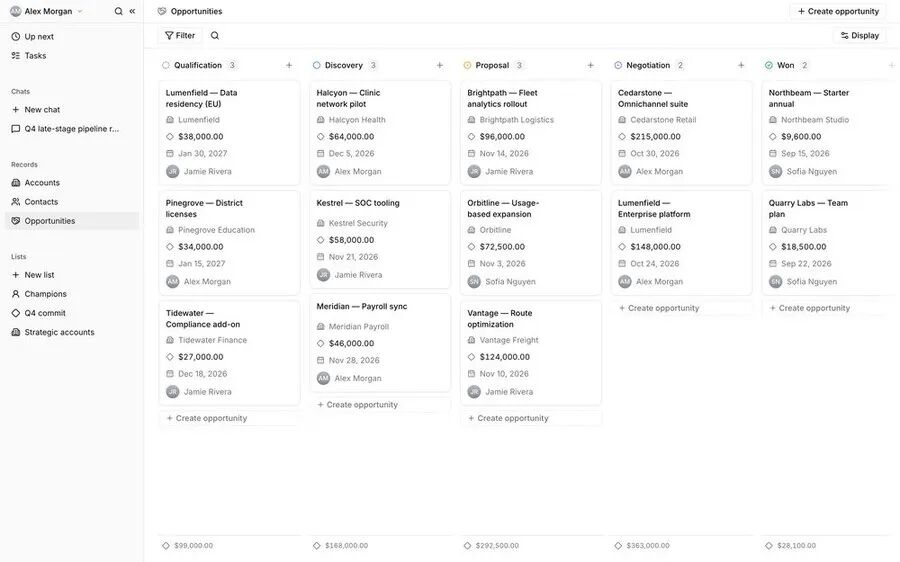 AM Alex Morgan
Up next
Tasks
Chats
New chat
Q4 late-stage pipeline r...
Records
Accounts
Contacts
Opportunities
Lists
New list
Champions
Q4 commit
Strategic accounts
Opportunities
+ Create opportunity
Filter
Display
Qualification 3
Lumenfield — Data
residency (EU)
Lumenfield
$38,000.00
Jan 30, 2027
JR Jamie Rivera
Pinegrove — District
licenses
Pinegrove Education
$34,000.00
Jan 15, 2027
AM Alex Morgan
Tidewater —
Compliance add-on
Tidewater Finance
$27,000.00
Dec 18, 2026
JR Jamie Rivera
+ Create opportunity
$99,000.00
Discovery 3
Halcyon — Clinic
network pilot
Halcyon Health
$64,000.00
Dec 5, 2026
AM Alex Morgan
Kestrel — SOC tooling
Kestrel Security
$58,000.00
Nov 21, 2026
JR Jamie Rivera
Meridian — Payroll sync
Meridian Payroll
$46,000.00
Nov 28, 2026
AM Alex Morgan
+ Create opportunity
$168,000.00
Proposal 3
Brightpath — Fleet
analytics rollout
Brightpath Logistics
$96,000.00
Nov 14, 2026
JR Jamie Rivera
Orbitline — Usage-
based expansion
Orbitline
$72,500.00
Nov 3, 2026
SN Sofia Nguyen
Vantage — Route
optimization
Vantage Freight
$124,000.00
Nov 10, 2026
JR Jamie Rivera
+ Create opportunity
$292,500.00
Negotiation 2
Cedarstone —
Omnichannel suite
Cedarstone Retail
$215,000.00
Oct 30, 2026
AM Alex Morgan
Lumenfield —
Enterprise platform
Lumenfield
$148,000.00
Oct 24, 2026
AM Alex Morgan
+ Create opportunity
$363,000.00
Won 2
Northbeam — Starter
annual
Northbeam Studio
$9,600.00
Sep 15, 2026
SN Sofia Nguyen
Quarry Labs — Team
plan
Quarry Labs
$18,500.00
Sep 22, 2026
SN Sofia Nguyen
+ Create opportunity
$28,100.00